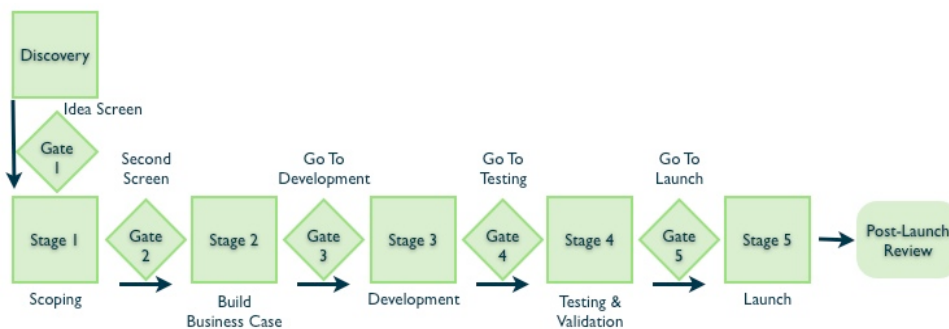 Discovery
Idea Screen
Gate
1
Second
Screen
Go To
Development
Go To
Testing
Go To
Launch
Stage 1
Gate
2
Stage 2
Gate
3
Stage 3
Gate
4
Stage 4
Gate
5
Stage 5
Post-Launch
Review
Scoping
Build
Business Case
Development
Testing &
Validation
Launch